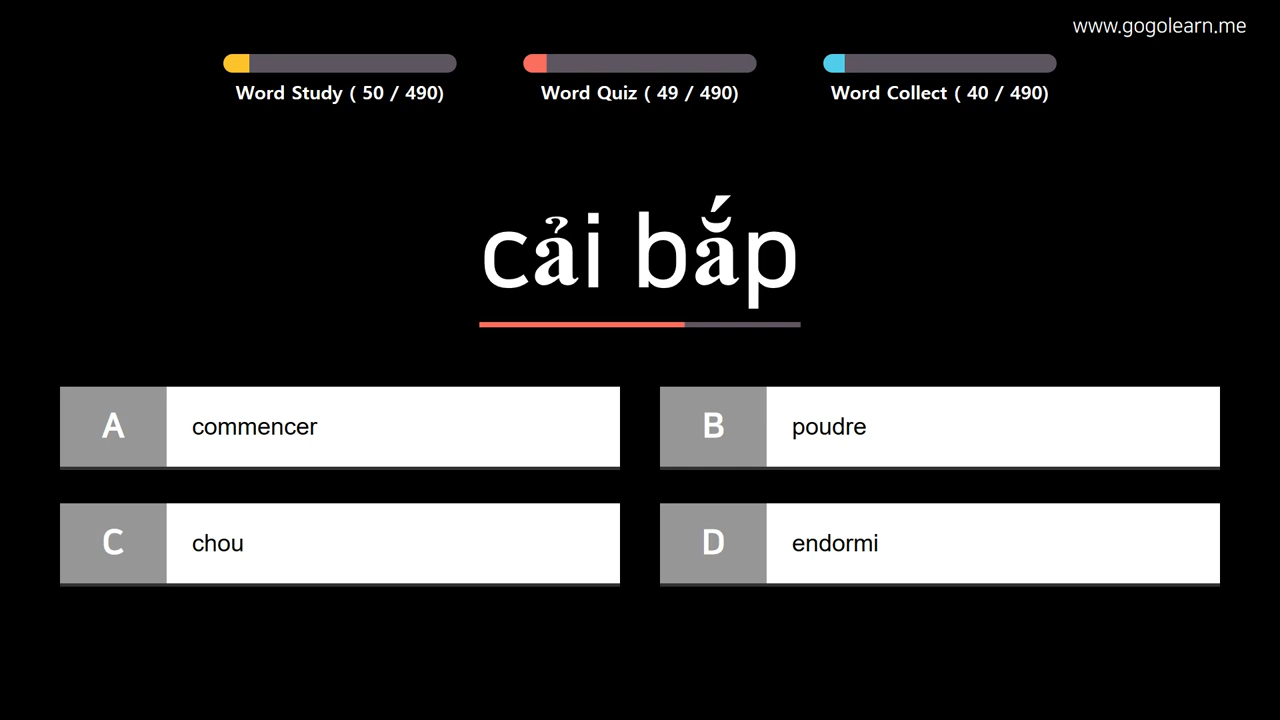 www.gogolearn.me
Word Study ( 50 / 490)
Word Quiz ( 49 / 490)
Word Collect ( 40 / 490)
cải bắp
A commencer
B poudre
C chou
D endormi